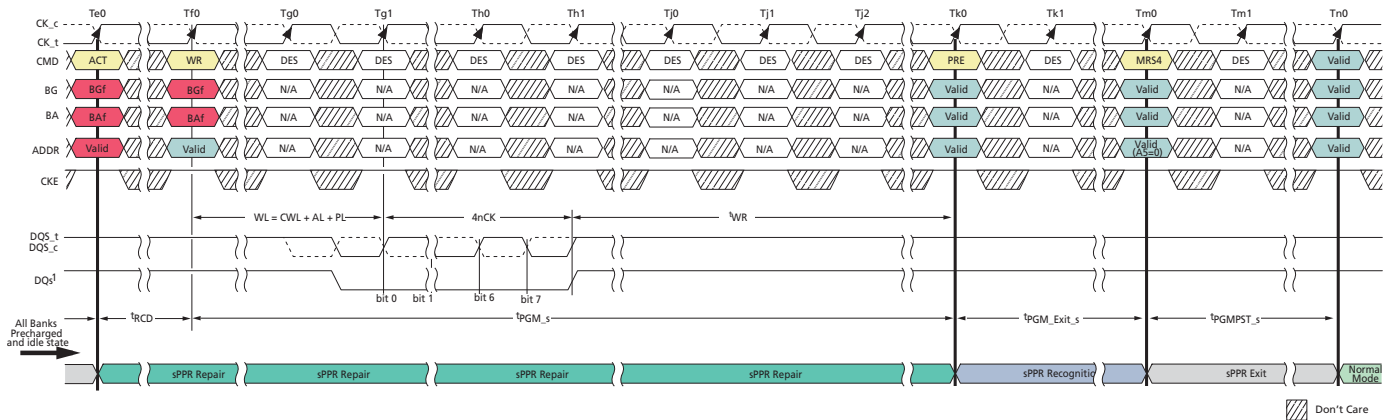 Te0 Tf0 Tg0 Tg1 Th0 Th1 Tj0 Tj1 Tj2 Tk0 Tk1 Tm0 Tm1 Tn0
CK_c
CK_t
CMD ACT WR DES DES DES DES DES DES DES PRE DES MRS4 DES Valid
BG BGf BGf N/A N/A N/A N/A N/A N/A N/A Valid N/A Valid N/A Valid
BA BAf BAf N/A N/A N/A N/A N/A N/A N/A Valid N/A Valid N/A Valid
ADDR Valid Valid N/A N/A N/A N/A N/A N/A N/A Valid N/A Valid (A5=0) N/A Valid
CKE
WL = CWL + AL + PL 4nCK tWR
DQS_t
DQS_c
DQs1
bit 0 bit 1 bit 6 bit 7
All Banks
Precharged
and idle state
tRCD tPGM_s tPGM_Exit_s tPGMPST_s
sPPR Repair sPPR Repair sPPR Repair sPPR Repair sPPR Recognitic sPPR Exit Normal Mode
Don't Care